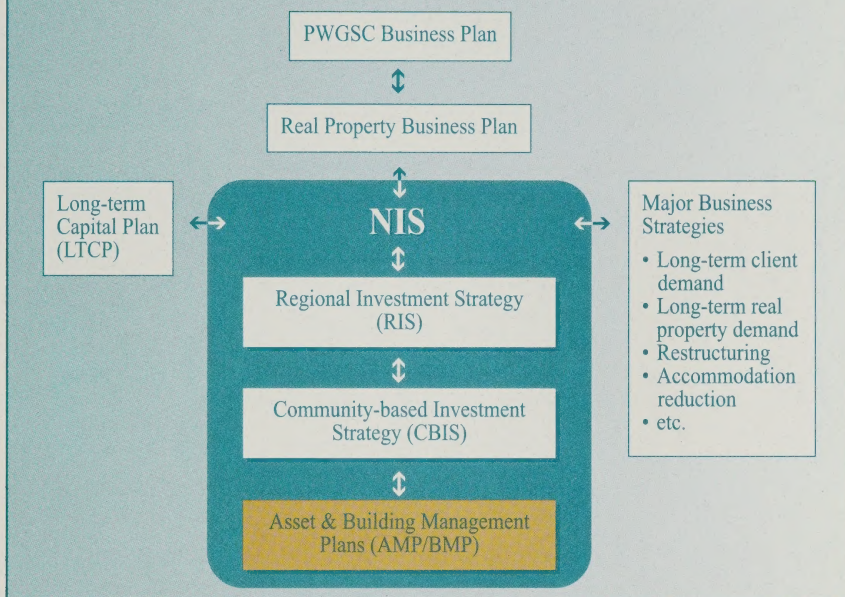 PWGSC Business Plan
Real Property Business Plan
Long-term
Capital Plan
(LTCP)
NIS
Regional Investment Strategy
(RIS)
Community-based Investment
Strategy (CBIS)
Asset & Building Management
Plans (AMP/BMP)
Major Business
Strategies
• Long-term client
demand
• Long-term real
property demand
• Restructuring
• Accommodation
reduction
• etc.